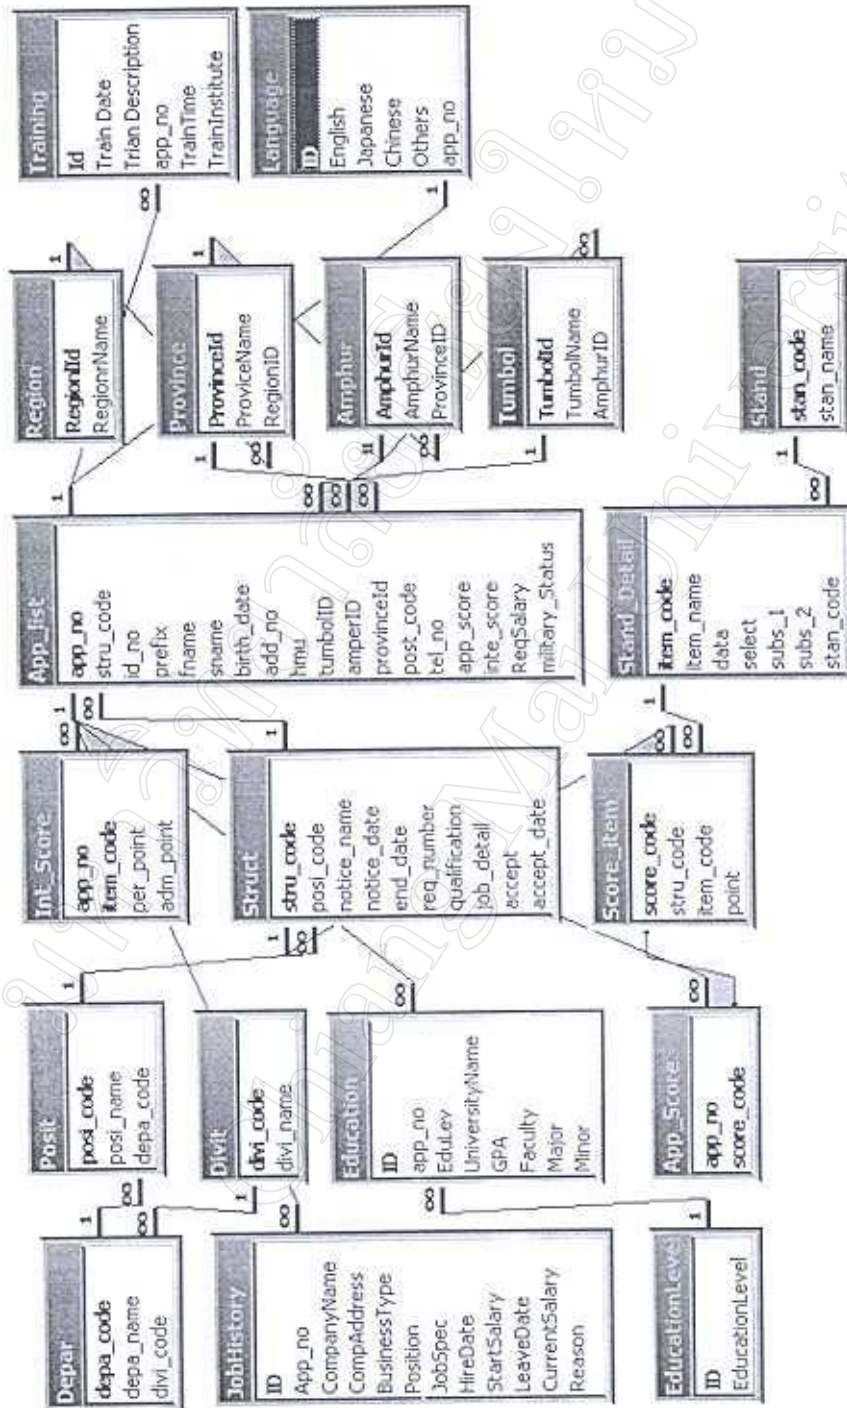 Depar
depa_code
depa_name
divi_code
Posit
posi_code
posi_name
depa_code
Int_Score
app_no
item_code
per_point
adm_point
App_list
app_no
stru_code
id_no
prefix
fname
sname
birth_date
add_no
hmu
tumbolID
amperID
provinceId
post_code
tel_no
app_score
inte_score
ReqSalary
military_Status
Region
RegionId
RegionrName
Training
Id
Train Date
Trian Description
app_no
TrainTime
TrainInstitute
JobHistory
ID
App_no
CompanyName
CompAddress
BusinessType
Position
JobSpec
HireDate
StartSalary
LeaveDate
CurrentSalary
Reason
Divit
divi_code
divi_name
Struct
stru_code
posi_code
notice_name
notice_date
end_date
req_number
qualification
job_detail
accept
accept_date
Province
ProvinceId
ProviceName
RegionID
Language
ID
English
Japanese
Chinese
Others
app_no
Education
ID
app_no
EduLev
UniversityName
GPA
Faculty
Major
Minor
Amphur
AmphurId
AmphurName
ProvinceID
Tumbol
TumbolId
TumbolName
AmphurID
EducationLevel
ID
EducationLevel
App_Score
app_no
score_code
Score_item
score_code
stru_code
item_code
point
Stand_Detail
item_code
item_name
data
select
subs_1
subs_2
stan_code
Stand
stan_code
stan_name
Chiang Mai University